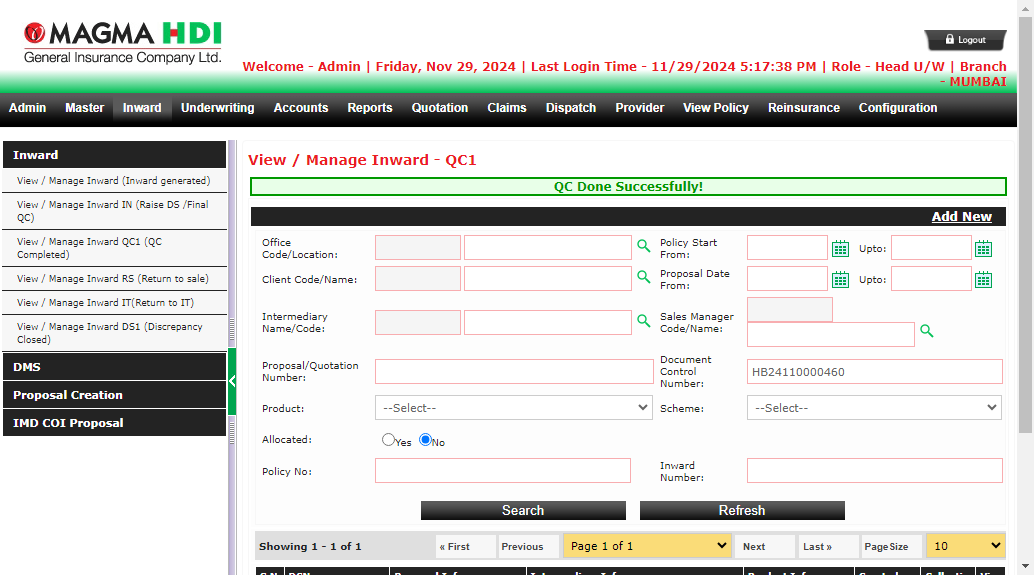 MAGMA HDI
General Insurance Company Ltd.
Logout
Welcome - Admin | Friday, Nov 29, 2024 | Last Login Time - 11/29/2024 5:17:38 PM | Role - Head U/W | Branch
- MUMBAI
Admin Master Inward Underwriting Accounts Reports Quotation Claims Dispatch Provider View Policy Reinsurance Configuration
Inward
View / Manage Inward (Inward generated)
View / Manage Inward IN (Raise DS /Final
QC)
View / Manage Inward QC1 (QC
Completed)
View / Manage Inward RS (Return to sale)
View / Manage Inward IT(Return to IT)
View / Manage Inward DS1 (Discrepancy
Closed)
DMS
Proposal Creation
IMD COI Proposal
View / Manage Inward - QC1
QC Done Successfully!
Add New
Office
Code/Location:
Policy Start
From:
Upto:
Client Code/Name:
Proposal Date
From:
Upto:
Intermediary
Name/Code:
Sales Manager
Code/Name:
Proposal/Quotation
Number:
Document
Control
Number:
HB24110000460
Product:
--Select--
Scheme:
--Select--
Allocated:
Yes No
Policy No:
Inward
Number:
Search Refresh
Showing 1 - 1 of 1 « First Previous Page 1 of 1 Next Last » PageSize 10